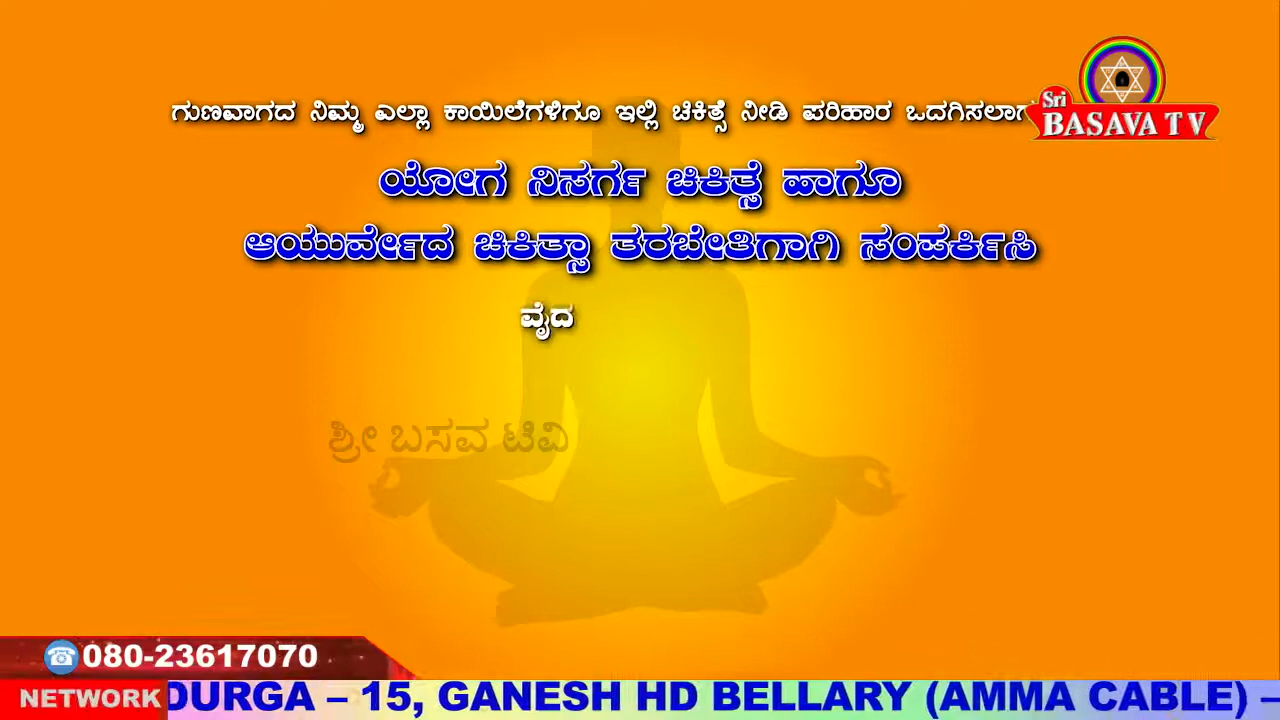 ಗುಣವಾಗದ ನಿಮ್ಮ ಎಲ್ಲಾ ಕಾಯಿಲೆಗಳಿಗೂ ಇಲ್ಲಿ ಚಿಕಿತ್ಸೆ ನೀಡಿ ಪರಿಹಾರ ಒದಗಿಸಲಾಗು
Sri
BASAVA TV
ಯೋಗ ನಿಸರ್ಗ ಚಿಕಿತ್ಸೆ ಹಾಗೂ
ಆಯುರ್ವೇದ ಚಿಕಿತ್ಸಾ ತರಬೇತಿಗಾಗಿ ಸಂಪರ್ಕಿಸಿ
ವೈದ
ಶ್ರೀ ಬಸವ ಟಿವಿ
080-23617070
NETWORK DURGA – 15, GANESH HD BELLARY (AMMA CABLE) –